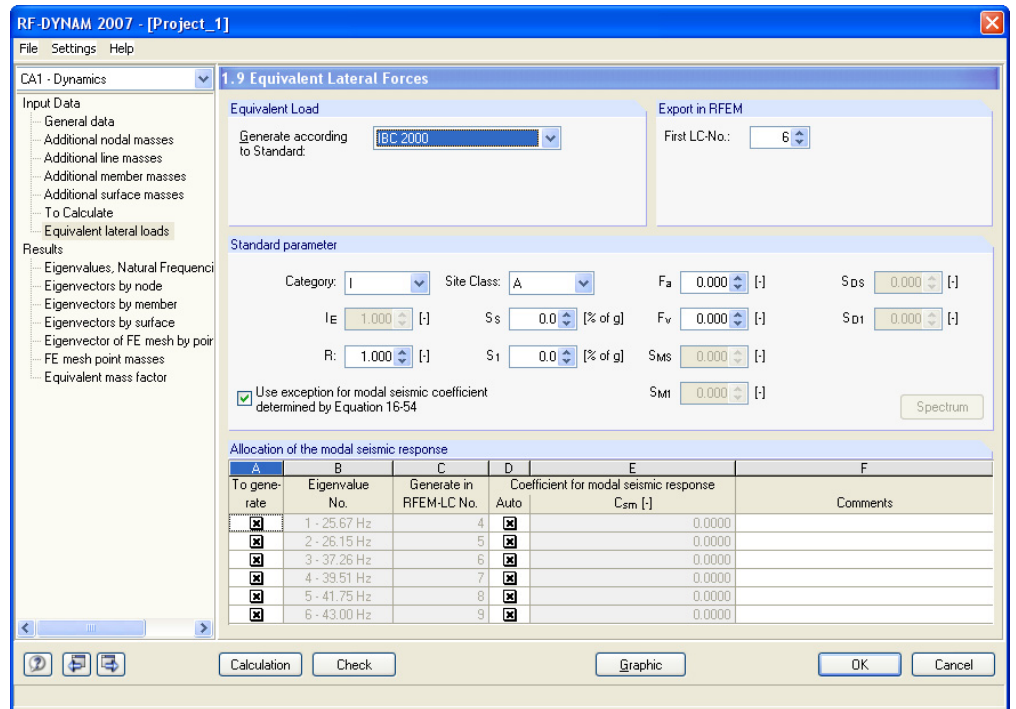 RF-DYNAM 2007 - [Project_1]
File Settings Help
CA1 - Dynamics
Input Data
General data
Additional nodal masses
Additional line masses
Additional member masses
Additional surface masses
To Calculate
Equivalent lateral loads
Results
Eigenvalues, Natural Frequenci
Eigenvectors by node
Eigenvectors by member
Eigenvectors by surface
Eigenvector of FE mesh by poir
FE mesh point masses
Equivalent mass factor
1.9 Equivalent Lateral Forces
Equivalent Load
Generate according
to Standard:
IBC 2000
Export in RFEM
First LC-No.: 6
Standard parameter
Category: I Site Class: A Fa 0.000 [-] SDS 0.000 [-]
IE 1.000 [-] Ss 0.0 [% of g] Fv 0.000 [-] SD1 0.000 [-]
R: 1.000 [-] S1 0.0 [% of g] SMS 0.000 [-]
Use exception for modal seismic coefficient
determined by Equation 16-54
SM1 0.000 [-]
Spectrum
Allocation of the modal seismic response
A B C D E F
To gene- Eigenvalue Generate in Coefficient for modal seismic response
rate No. RFEM-LC No. Auto Csm [-] Comments
1 - 25.67 Hz 4 0.0000
2 - 26.15 Hz 5 0.0000
3 - 37.26 Hz 6 0.0000
4 - 39.51 Hz 7 0.0000
5 - 41.75 Hz 8 0.0000
6 - 43.00 Hz 9 0.0000
Calculation Check Graphic OK Cancel